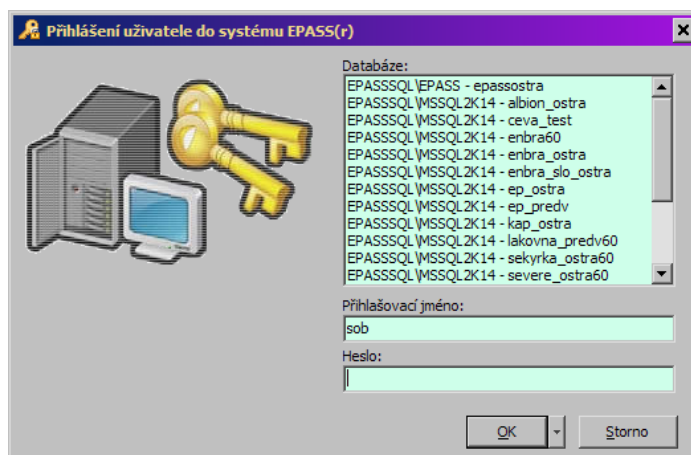 Přihlášení uživatele do systému EPASS(r)
Databáze:
EPASSSQL\EPASS - epassostra
EPASSSQL\MSSQL2K14 - albion_ostra
EPASSSQL\MSSQL2K14 - ceva_test
EPASSSQL\MSSQL2K14 - enbra60
EPASSSQL\MSSQL2K14 - enbra_ostra
EPASSSQL\MSSQL2K14 - enbra_slo_ostra
EPASSSQL\MSSQL2K14 - ep_ostra
EPASSSQL\MSSQL2K14 - ep_predv
EPASSSQL\MSSQL2K14 - kap_ostra
EPASSSQL\MSSQL2K14 - lakovna_predv60
EPASSSQL\MSSQL2K14 - sekyrka_ostra60
EPASSSQL\MSSQL2K14 - severe_ostra60
Přihlašovací jméno:
sob
Heslo:
OK
Storno